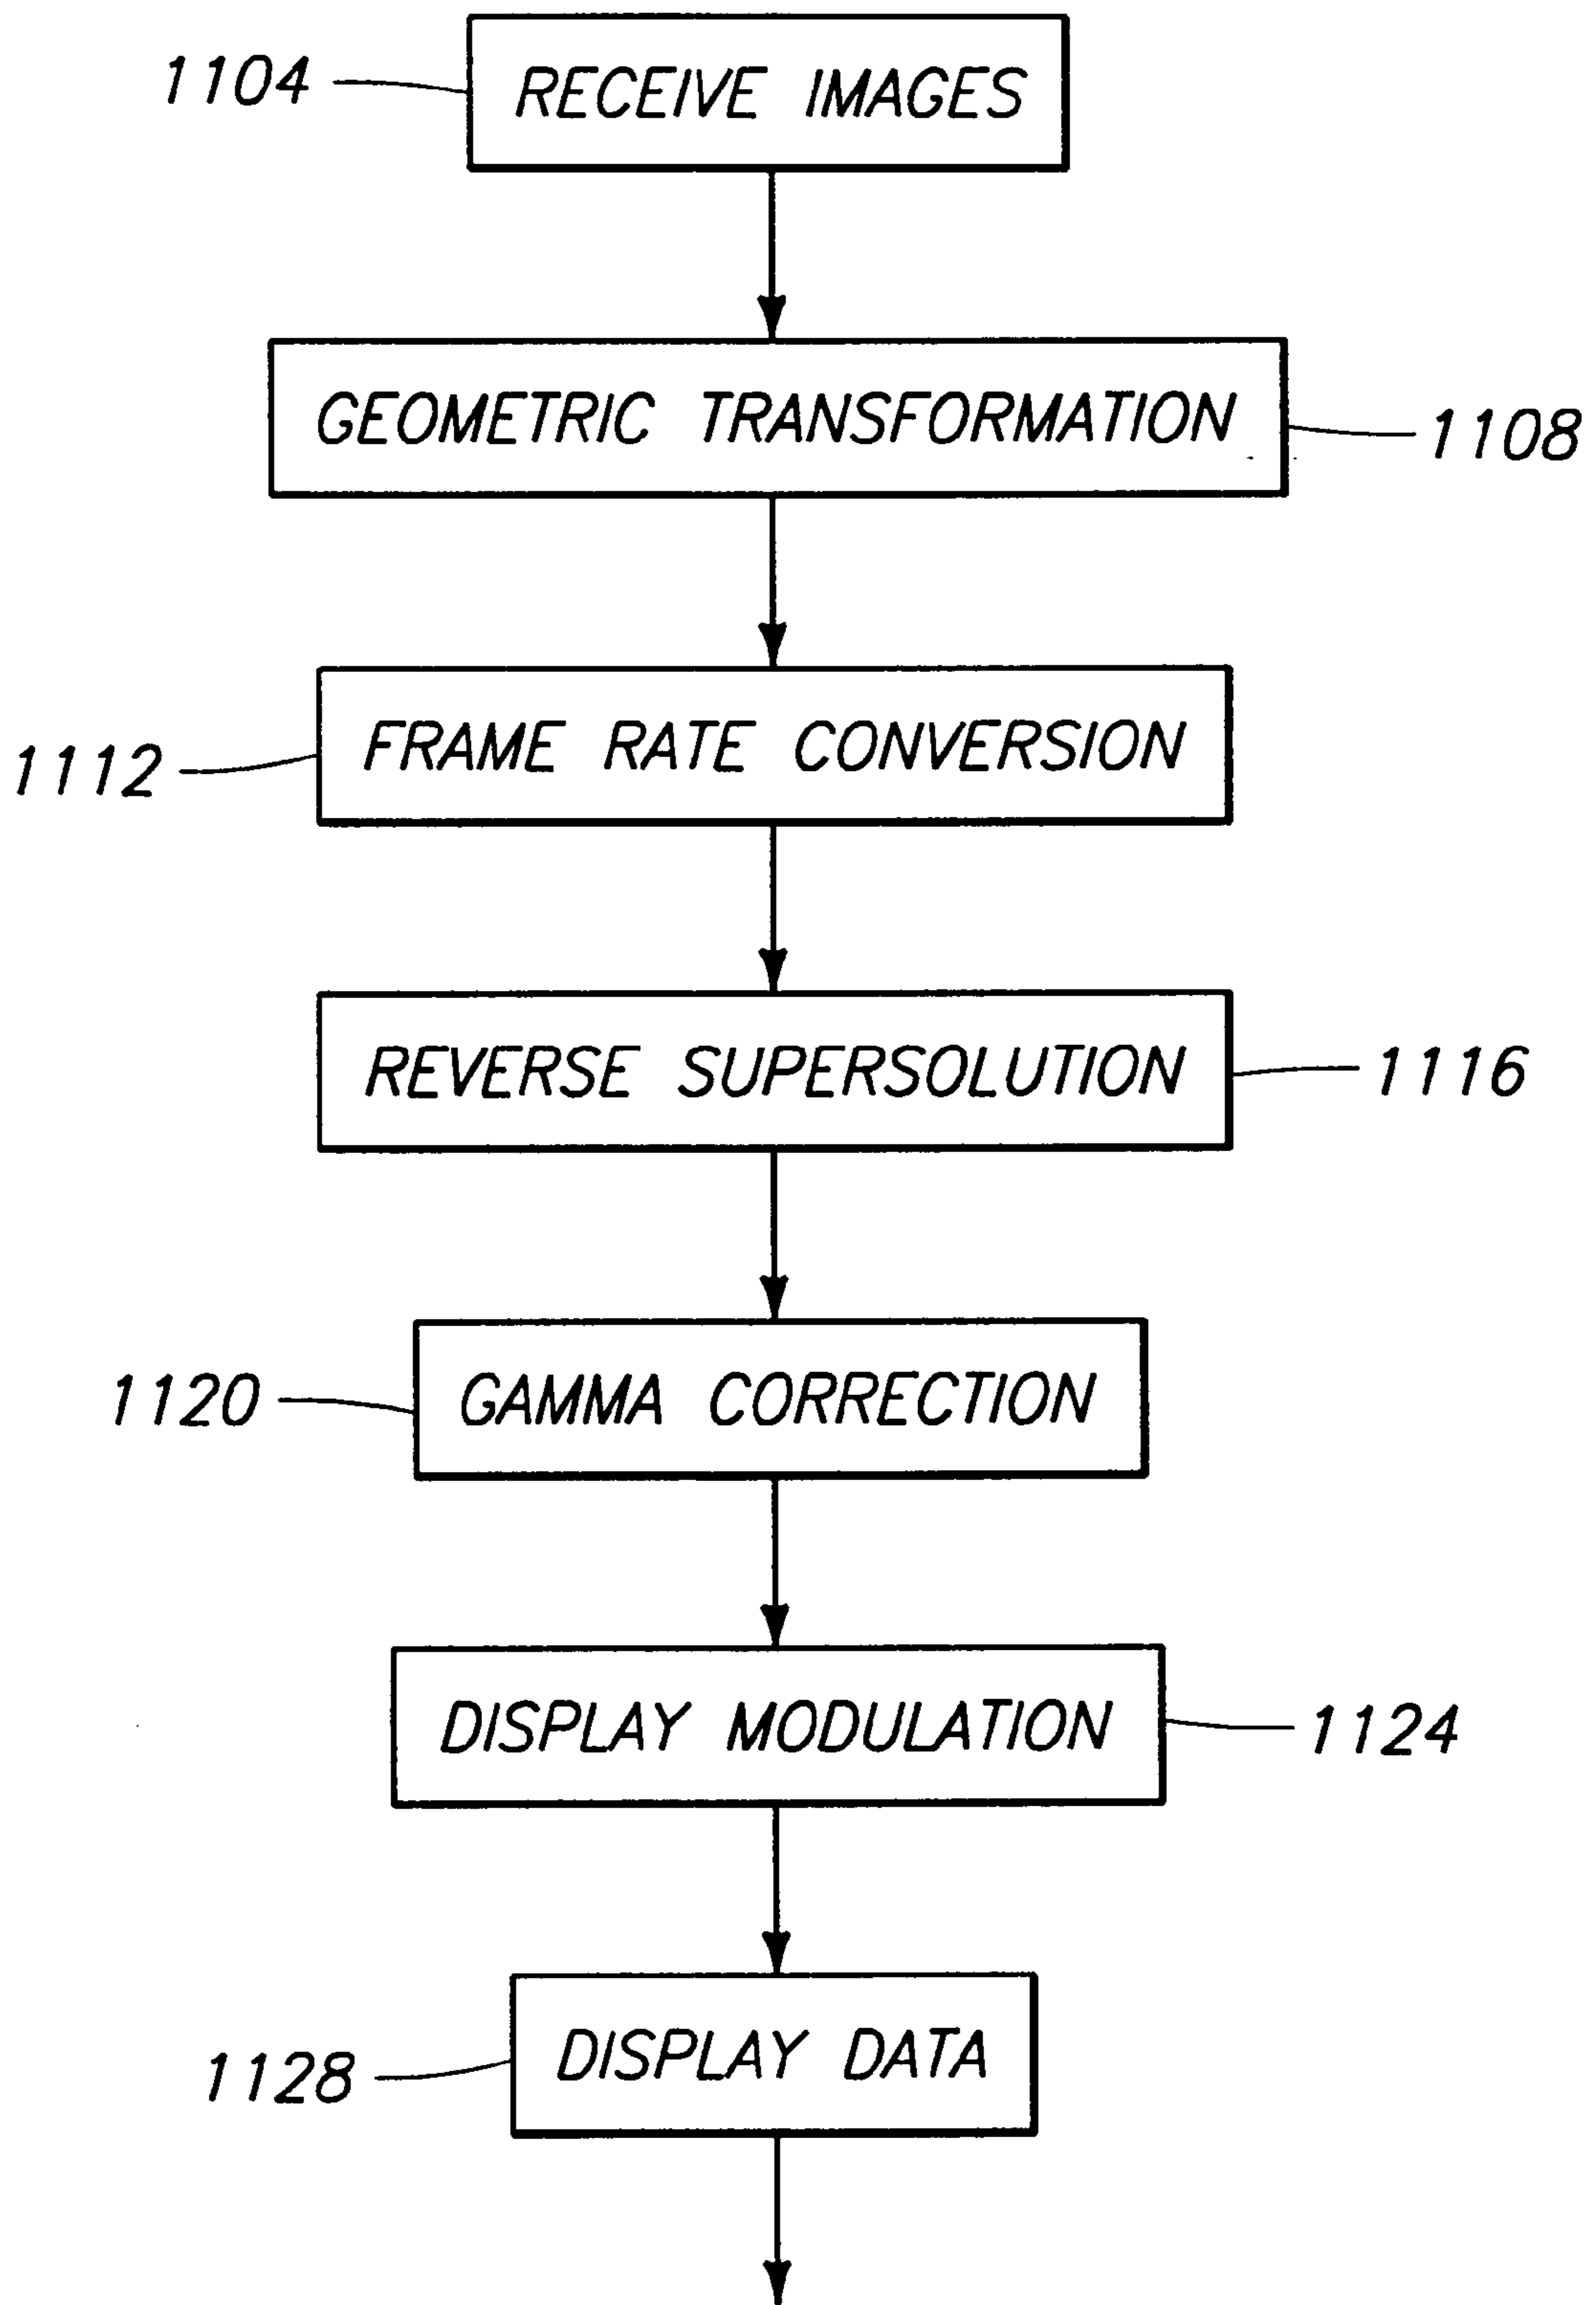 1104
RECEIVE IMAGES
GEOMETRIC TRANSFORMATION
1108
FRAME RATE CONVERSION
1112
REVERSE SUPERSOLUTION
1116
1120
GAMMA CORRECTION
DISPLAY MODULATION
1124
DISPLAY DATA
1128